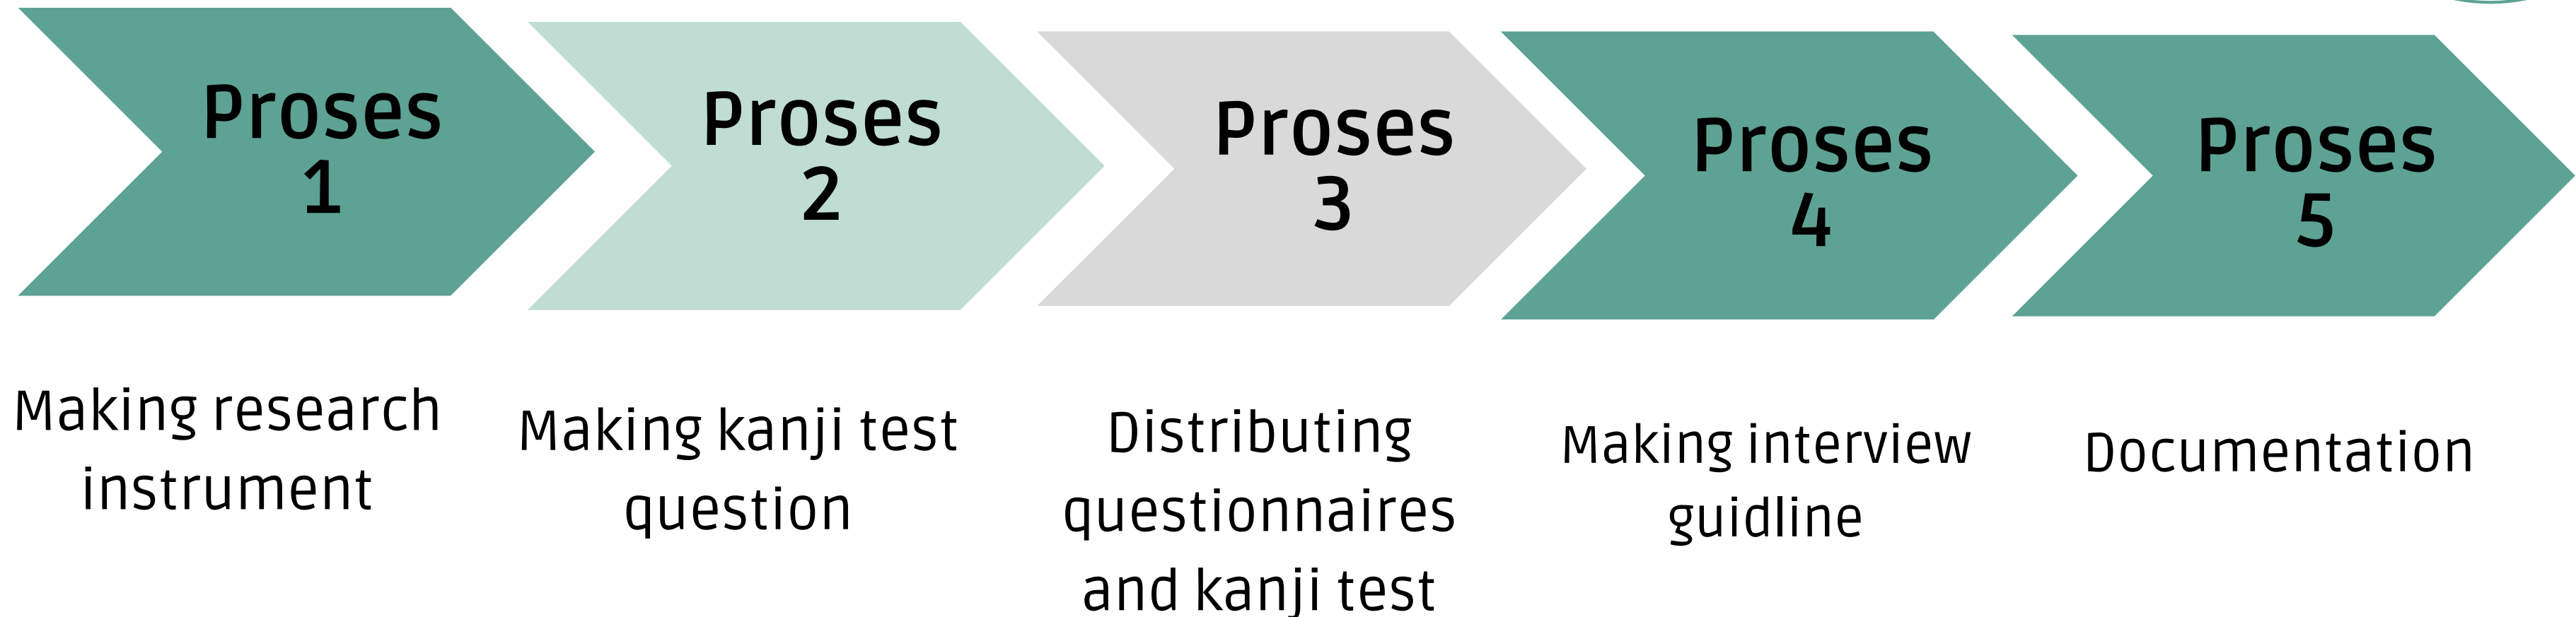 Proses
1
Proses
2
Proses
3
Proses
4
Proses
5
Making research
instrument
Making kanji test
question
Distributing
questionnaires
and kanji test
Making interview
guidline
Documentation